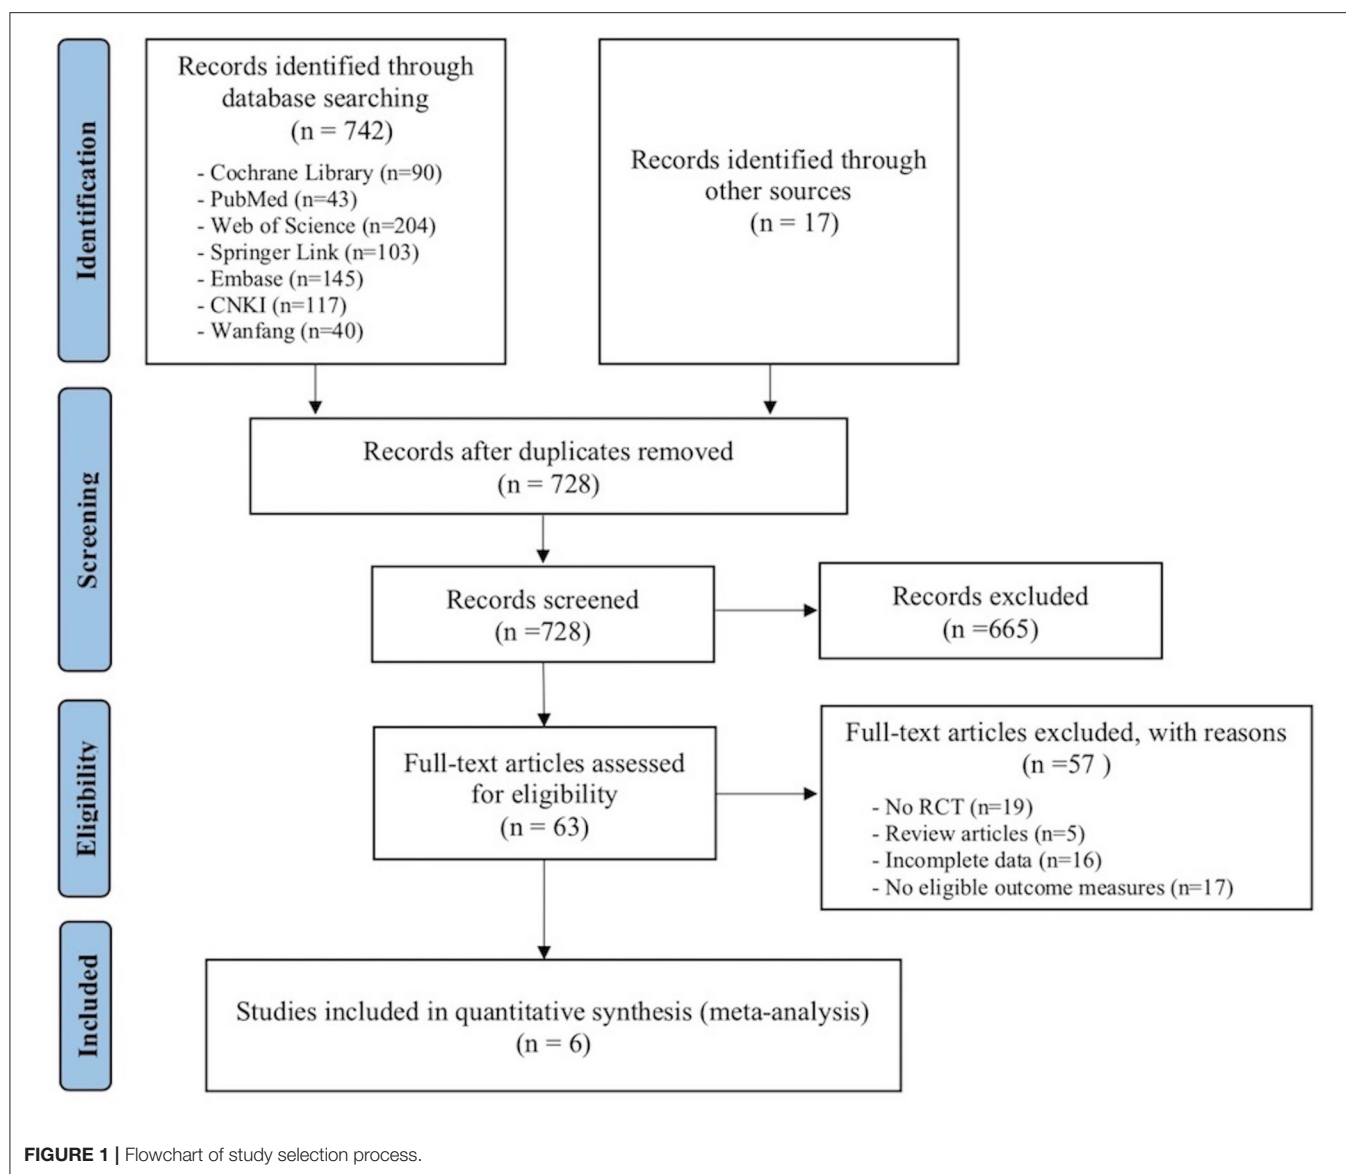 Identification
Records identified through
database searching
(n = 742)
- Cochrane Library (n=90)
- PubMed (n=43)
- Web of Science (n=204)
- Springer Link (n=103)
- Embase (n=145)
- CNKI (n=117)
- Wanfang (n=40)
Records identified through
other sources
(n = 17)
Screening
Records after duplicates removed
(n = 728)
Records screened
(n =728)
Records excluded
(n =665)
Eligibility
Full-text articles assessed
for eligibility
(n = 63)
Full-text articles excluded, with reasons
(n =57 )
- No RCT (n=19)
- Review articles (n=5)
- Incomplete data (n=16)
- No eligible outcome measures (n=17)
Included
Studies included in quantitative synthesis (meta-analysis)
(n = 6)
FIGURE 1 | Flowchart of study selection process.